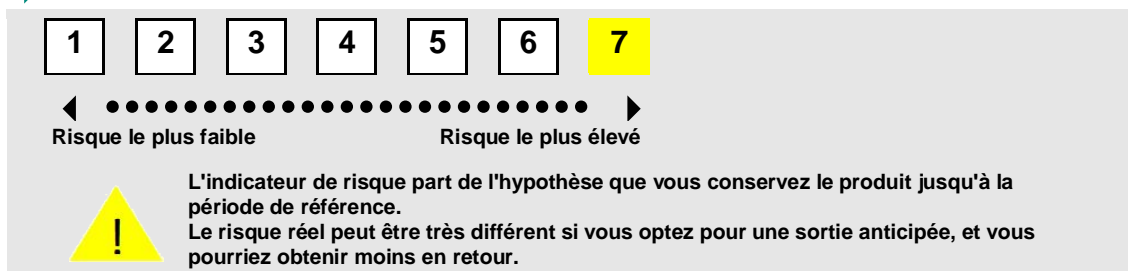 1 2 3 4 5 6 7
Risque le plus faible Risque le plus élevé
L'indicateur de risque part de l'hypothèse que vous conservez le produit jusqu'à la
période de référence.
Le risque réel peut être très différent si vous optez pour une sortie anticipée, et vous
pourriez obtenir moins en retour.
!